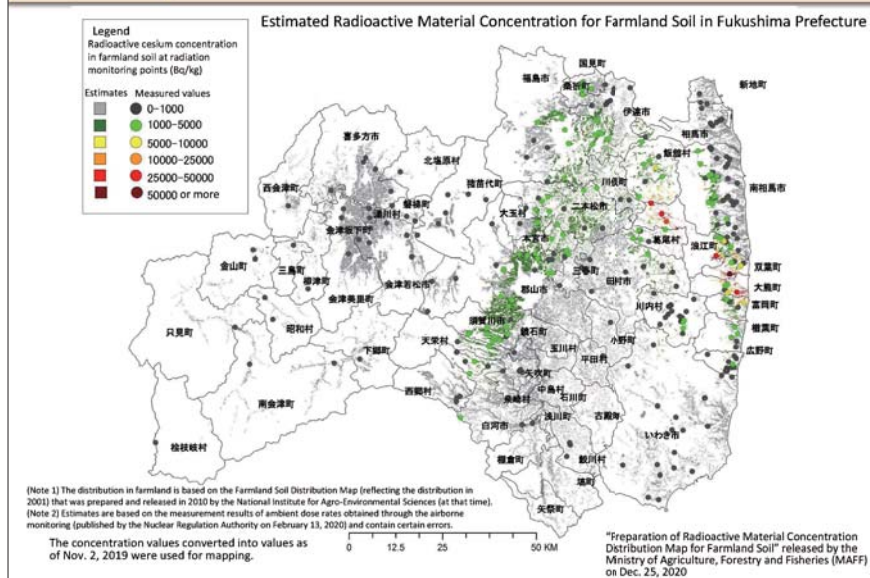 Estimated Radioactive Material Concentration for Farmland Soil in Fukushima Prefecture
Legend
Radioactive cesium concentration
in farmland soil at radiation
monitoring points (Bq/kg)
Estimates Measured values
0-1000
1000-5000
5000-10000
10000-25000
25000-50000
50000 or more
国見町
福島市
桑折町
新地町
伊達市
相馬市
喜多方市
飯舘村
北塩原村
川俣町
猪苗代町
南相馬市
西会津町
磐梯町
二本松市
湯川村
大玉村
会津坂下町
本宮市
葛尾村
浪江町
双葉町
金山町
三島町
三春町
大熊町
柳津町
会津若松市
田村市
郡山市
富岡町
会津美里町
川内村
須賀川市
楢葉町
只見町
昭和村
鏡石町
天栄村
小野町
玉川村
広野町
下郷町
平田村
矢吹町
西郷村
中島村
石川町
泉崎村
南会津町
浅川町
古殿町
白河市
いわき市
檜枝岐村
鮫川村
棚倉町
塙町
矢祭町
(Note 1) The distribution in farmland is based on the Farmland Soil Distribution Map (reflecting the distribution in
2001) that was prepared and released in 2010 by the National Institute for Agro-Environmental Sciences (at that time).
(Note 2) Estimates are based on the measurement results of ambient dose rates obtained through the airborne
monitoring (published by the Nuclear Regulation Authority on February 13, 2020) and contain certain errors.
The concentration values converted into values as
of Nov. 2, 2019 were used for mapping.
0 12.5 25 50 KM
"Preparation of Radioactive Material Concentration
Distribution Map for Farmland Soil" released by the
Ministry of Agriculture, Forestry and Fisheries (MAFF)
on Dec. 25, 2020